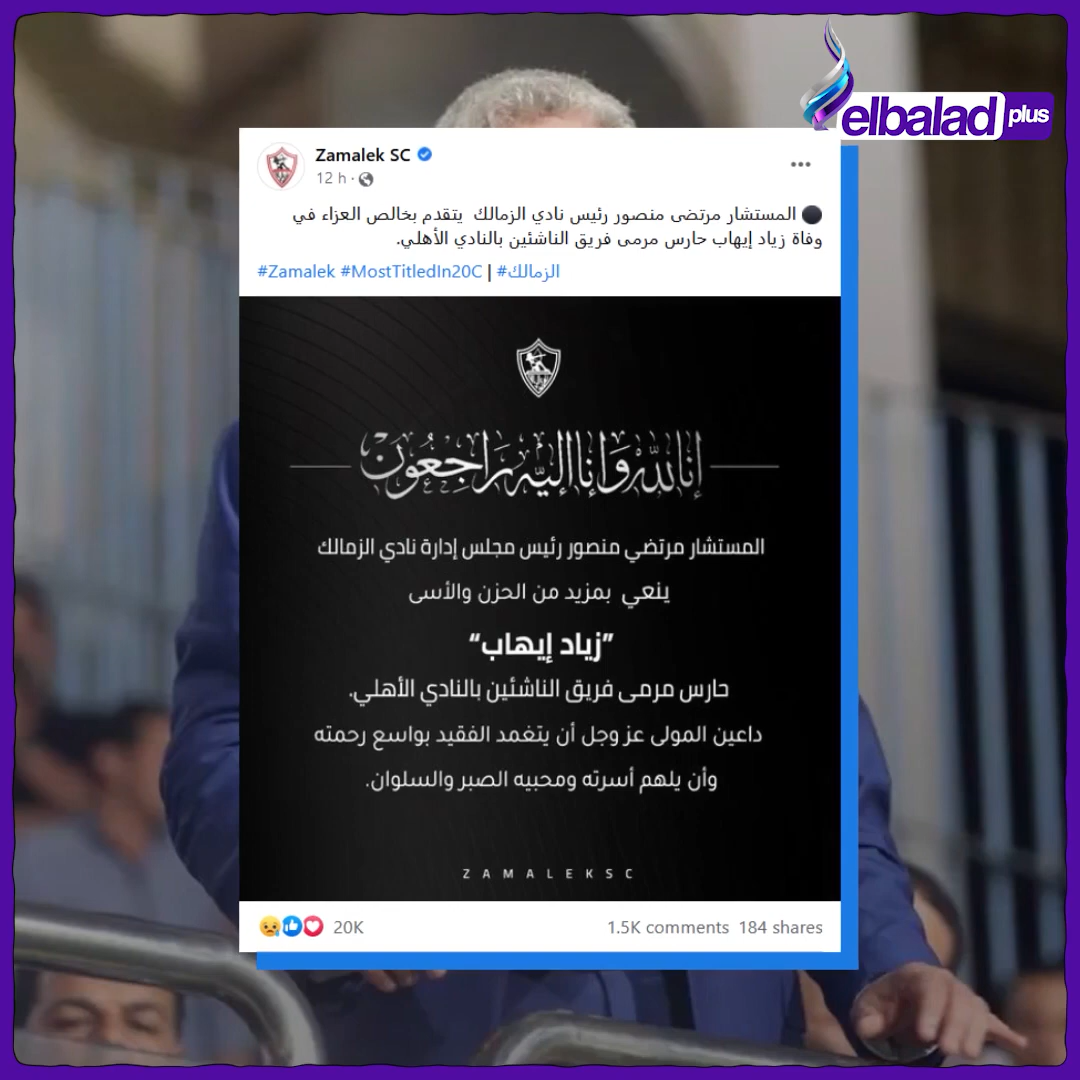 elbalad plus
Zamalek SC
12 h ·
المستشار مرتضى منصور رئيس نادي الزمالك يتقدم بخالص العزاء في
وفاة زياد إيهاب حارس مرمى فريق الناشئين بالنادي الأهلي.
#Zamalek #MostTitledIn20C | #الزمالك
إنا لله وإنا إليه راجعون
المستشار مرتضي منصور رئيس مجلس إدارة نادي الزمالك
ينعي بمزيد من الحزن والأسى
”زياد إيهاب“
حارس مرمى فريق الناشئين بالنادي الأهلي.
داعين المولى عز وجل أن يتغمد الفقيد بواسع رحمته
وأن يلهم أسرته ومحبيه الصبر والسلوان.
ZAMALEKSC
20K
1.5K comments 184 shares